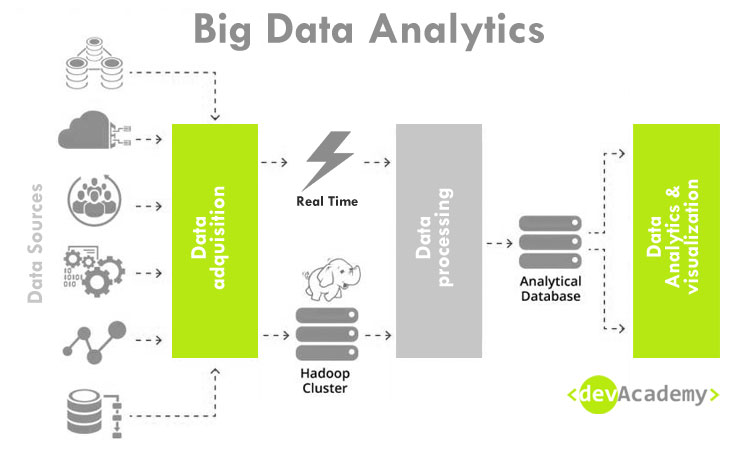 Big Data Analytics
Data Sources
Data
adquisition
Real Time
Hadoop
Cluster
Data
processing
Analytical
Database
Data
Analytics &
visualization
<devAcademy>